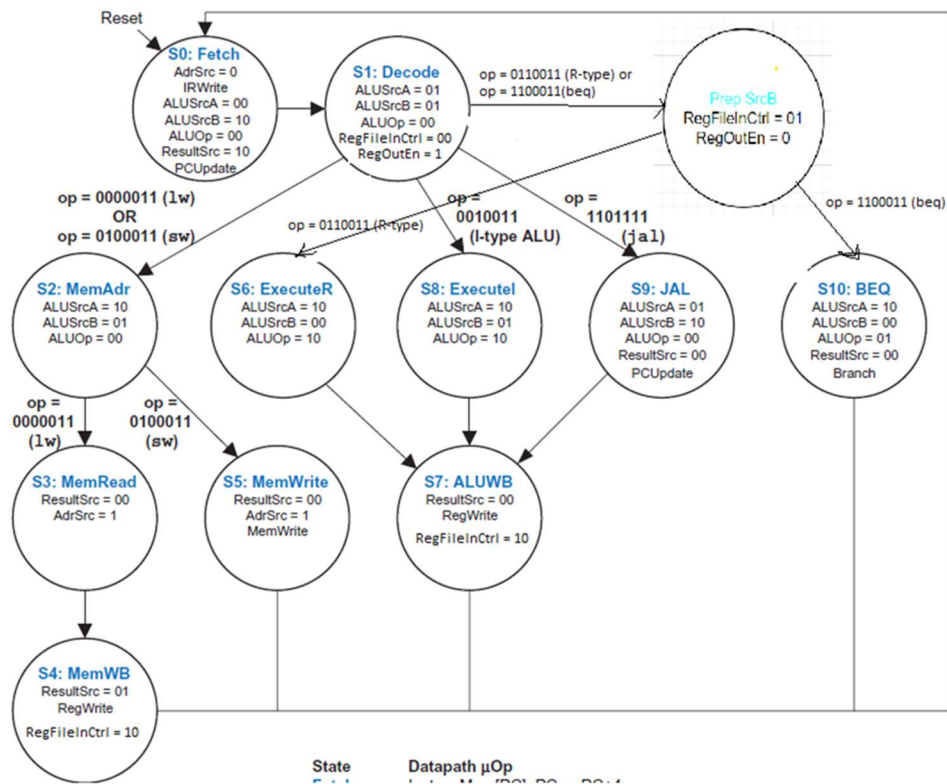 Reset
S0: Fetch
AdrSrc = 0
IRWrite
ALUSrcA = 00
ALUSrcB = 10
ALUOp = 00
ResultSrc = 10
PCUpdate
S1: Decode
ALUSrcA = 01
ALUSrcB = 01
ALUOp = 00
RegFileInCtrl = 00
RegOutEn = 1
op = 0110011 (R-type) or
op = 1100011(beq)
Prep SrcB
RegFileInCtrl = 01
RegOutEn = 0
op = 0000011 (lw)
OR
op = 0100011 (sw)
op = 0110011 (R-type)
op =
0010011
(I-type ALU)
op =
1101111
(jal)
op = 1100011 (beq)
S2: MemAdr
ALUSrcA = 10
ALUSrcB = 01
ALUOp = 00
S6: ExecuteR
ALUSrcA = 10
ALUSrcB = 00
ALUOp = 10
S8: ExecuteI
ALUSrcA = 10
ALUSrcB = 01
ALUOp = 10
S9: JAL
ALUSrcA = 01
ALUSrcB = 10
ALUOp = 00
ResultSrc = 00
PCUpdate
S10: BEQ
ALUSrcA = 10
ALUSrcB = 00
ALUOp = 01
ResultSrc = 00
Branch
op =
0000011
(lw)
op =
0100011
(sw)
S3: MemRead
ResultSrc = 00
AdrSrc = 1
S5: MemWrite
ResultSrc = 00
AdrSrc = 1
MemWrite
S7: ALUWB
ResultSrc = 00
RegWrite
RegFileInCtrl = 10
S4: MemWB
ResultSrc = 01
RegWrite
RegFileInCtrl = 10
State Datapath µOp